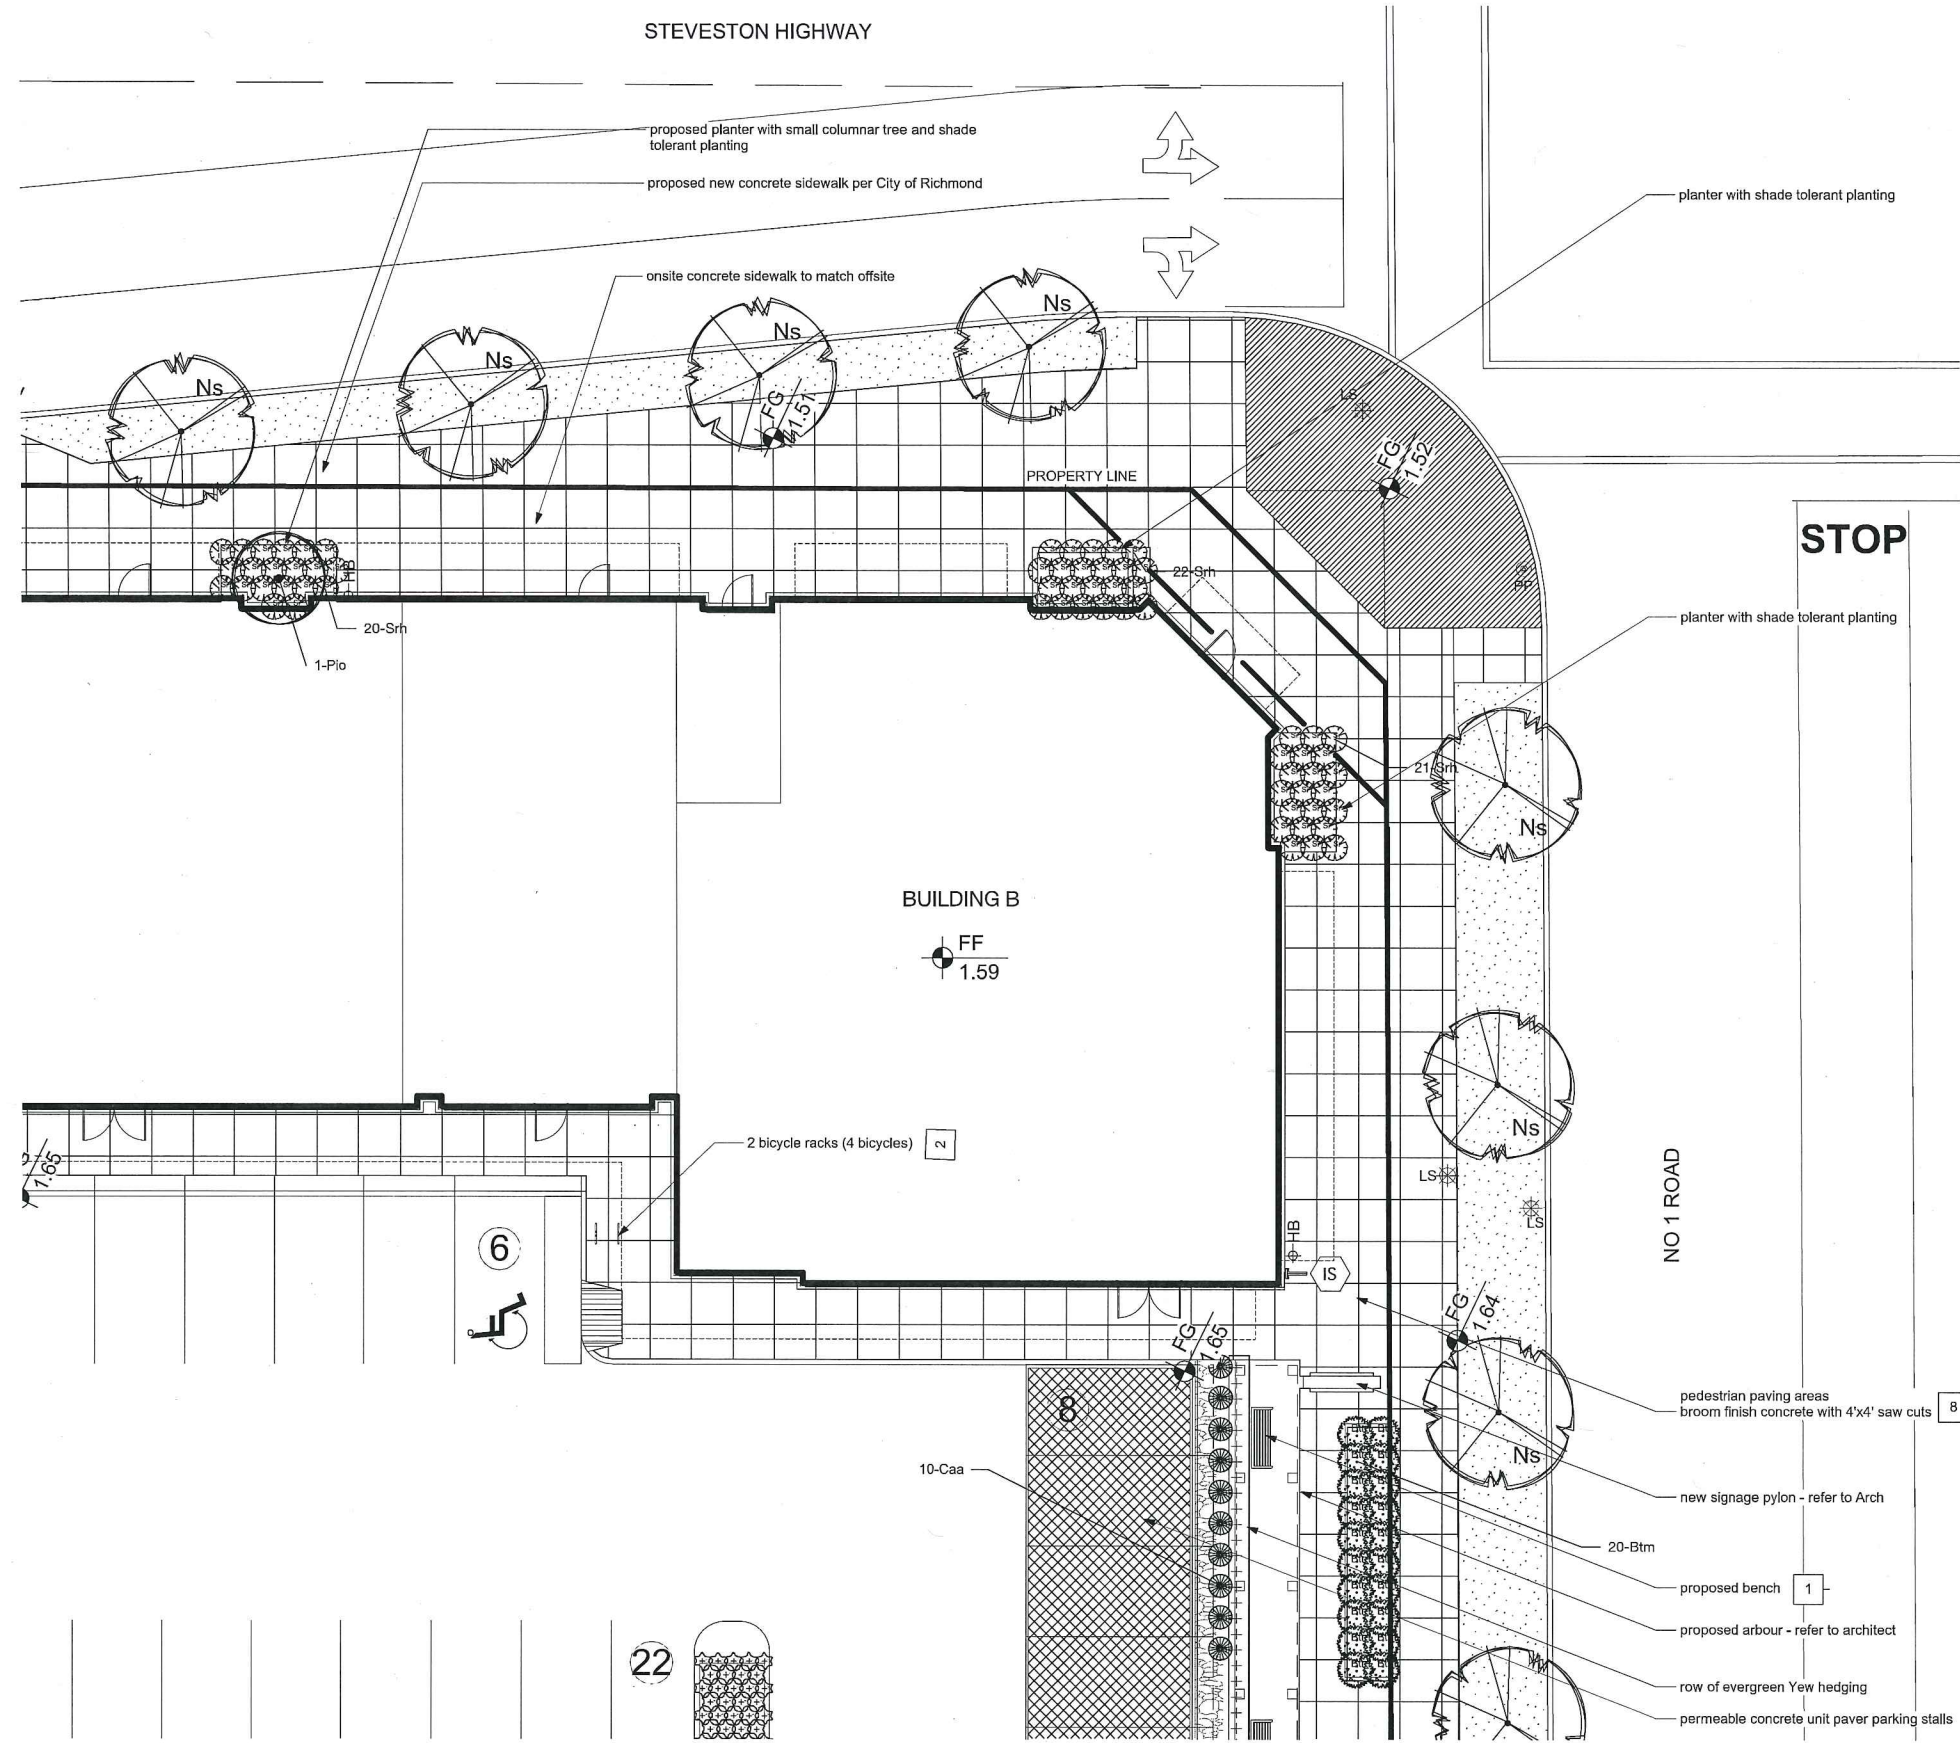 STEVESTON HIGHWAY
proposed planter with small columnar tree and shade
tolerant planting
proposed new concrete sidewalk per City of Richmond
planter with shade tolerant planting
onsite concrete sidewalk to match offsite
Ns
Ns
Ns
Ns
FG
1.51
LS
FG
1.52
PROPERTY LINE
STOP
HB
22-Srh
PP
20-Srh
1-Pio
planter with shade tolerant planting
21-Srh
Ns
BUILDING B
FF
1.59
2 bicycle racks (4 bicycles)
2
1.65
Ns
LS
LS
NO 1 ROAD
6
HB
IS
FG
1.64
FG
1.65
8
pedestrian paving areas
broom finish concrete with 4'x4' saw cuts
8
Ns
10-Caa
new signage pylon - refer to Arch
20-Btm
proposed bench
1
proposed arbour - refer to architect
22
row of evergreen Yew hedging
permeable concrete unit paver parking stalls